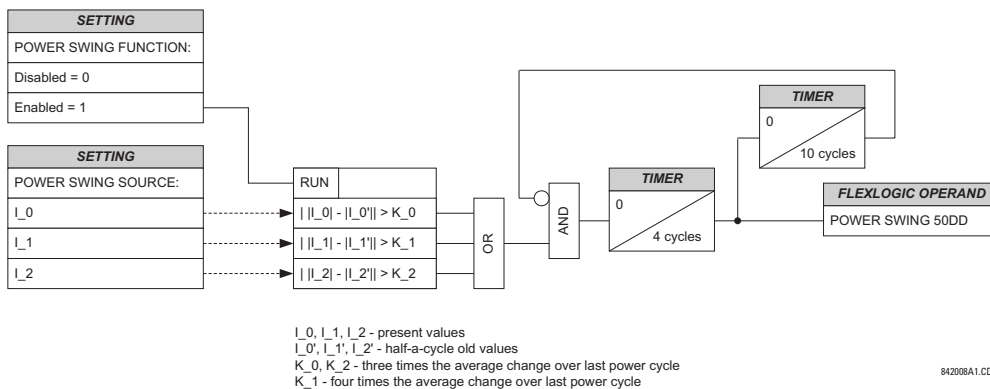 SETTING
POWER SWING FUNCTION:
Disabled = 0
Enabled = 1
SETTING
POWER SWING SOURCE:
I_0
I_1
I_2
RUN
| |I_0| - |I_0'|| > K_0
| |I_1| - |I_1'|| > K_1
| |I_2| - |I_2'|| > K_2
OR
AND
TIMER
0
4 cycles
TIMER
0
10 cycles
FLEXLOGIC OPERAND
POWER SWING 50DD
I_0, I_1, I_2 - present values
I_0', I_1', I_2' - half-a-cycle old values
K_0, K_2 - three times the average change over last power cycle
K_1 - four times the average change over last power cycle
842008A1.CD